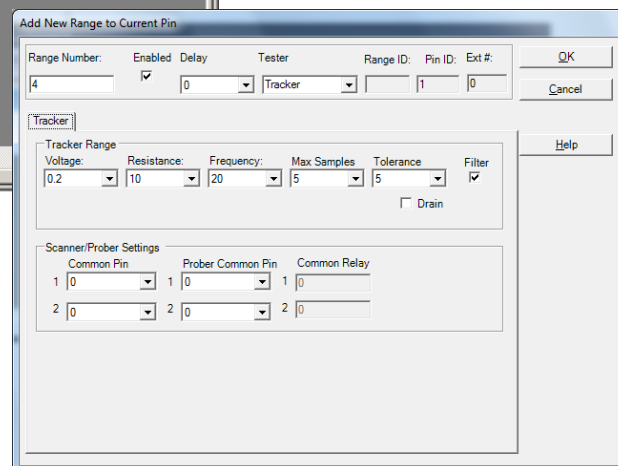 Add New Range to Current Pin
Range Number: Enabled Delay Tester Range ID: Pin ID: Ext #:
4 0 Tracker 1 0
OK
Cancel
Help
Tracker
Tracker Range
Voltage: Resistance: Frequency: Max Samples Tolerance Filter
0.2 10 20 5 5
Drain
Scanner/Prober Settings
Common Pin Prober Common Pin Common Relay
1 0 1 0 1 0
2 0 2 0 2 0